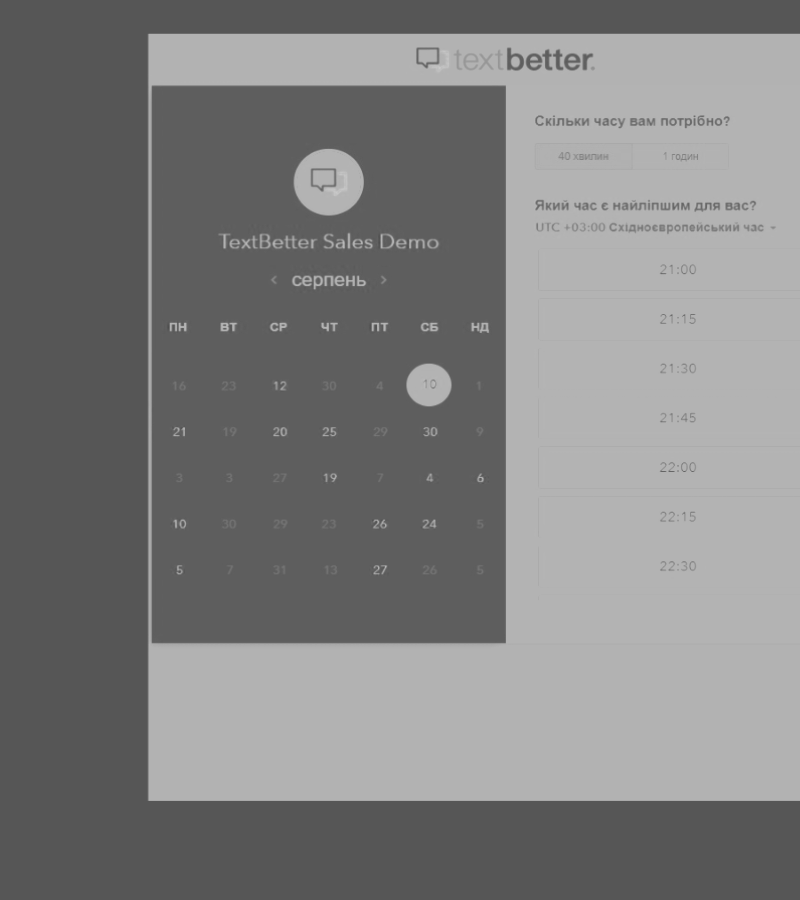 textbetter.
TextBetter Sales Demo
‹ серпень ›
ПН ВТ СР ЧТ ПТ СБ НД
16 23 12 30 4 10 1
21 19 20 25 29 30 9
3 3 27 19 7 4 6
10 30 29 23 26 24 5
5 7 31 13 27 26 5
Скільки часу вам потрібно?
40 хвилин 1 годин
Який час є найліпшим для вас?
UTC +03:00 Східноєвропейський час
21:00
21:15
21:30
21:45
22:00
22:15
22:30